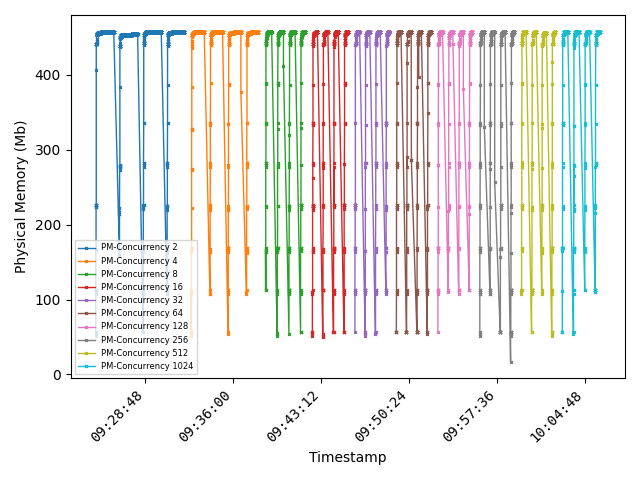 Physical Memory (Mb)
400
300
200
100
0
PM-Concurrency 2
PM-Concurrency 4
PM-Concurrency 8
PM-Concurrency 16
PM-Concurrency 32
PM-Concurrency 64
PM-Concurrency 128
PM-Concurrency 256
PM-Concurrency 512
PM-Concurrency 1024
09:28:48
09:36:00
09:43:12
09:50:24
09:57:36
10:04:48
Timestamp